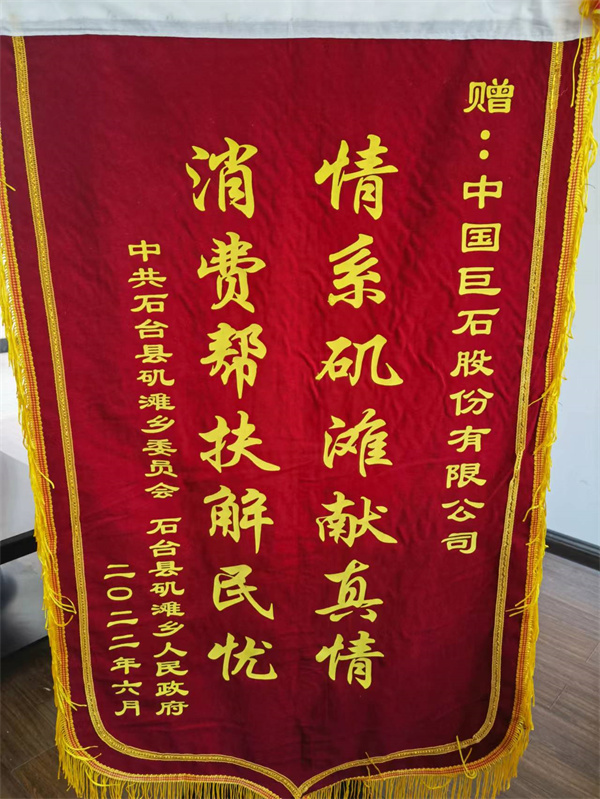 赠：中国巨石股份有限公司
情系矶滩献真情
消费帮扶解民忧
中共石台县矶滩乡委员会 石台县矶滩乡人民政府
二〇二二年六月